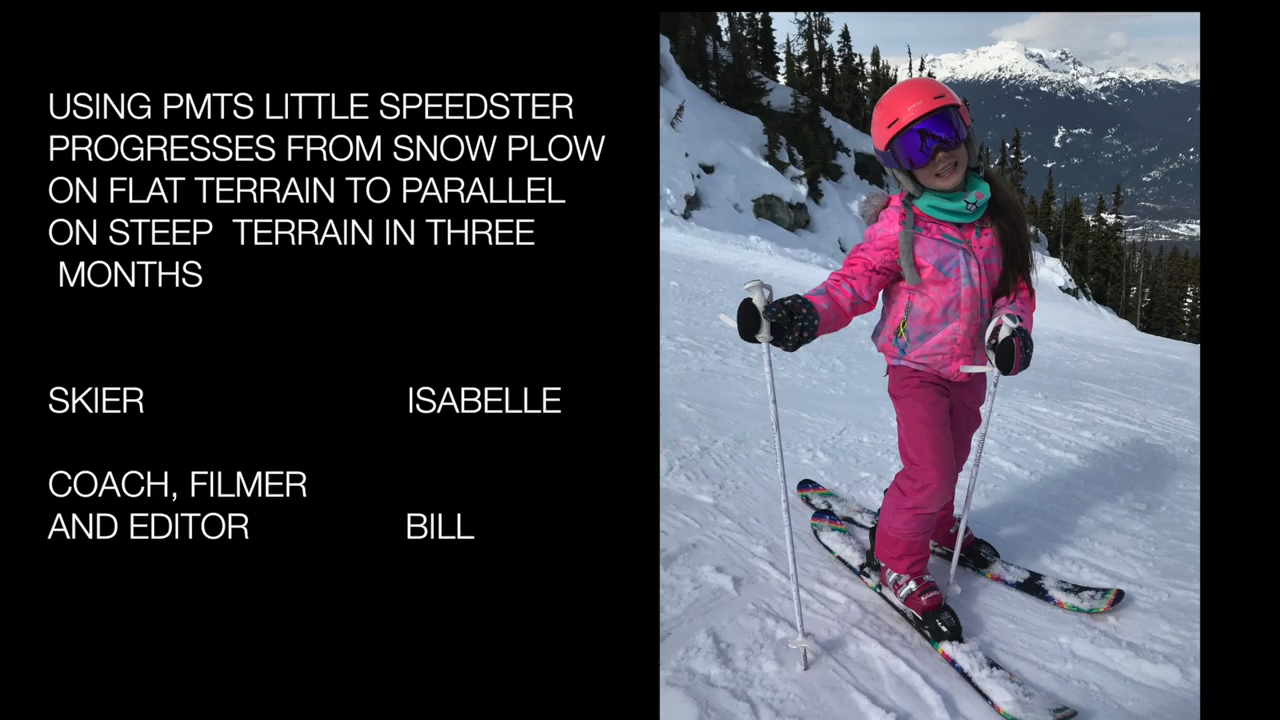 USING PMTS LITTLE SPEEDSTER
PROGRESSES FROM SNOW PLOW
ON FLAT TERRAIN TO PARALLEL
ON STEEP TERRAIN IN THREE
MONTHS
SKIER ISABELLE
COACH, FILMER
AND EDITOR BILL